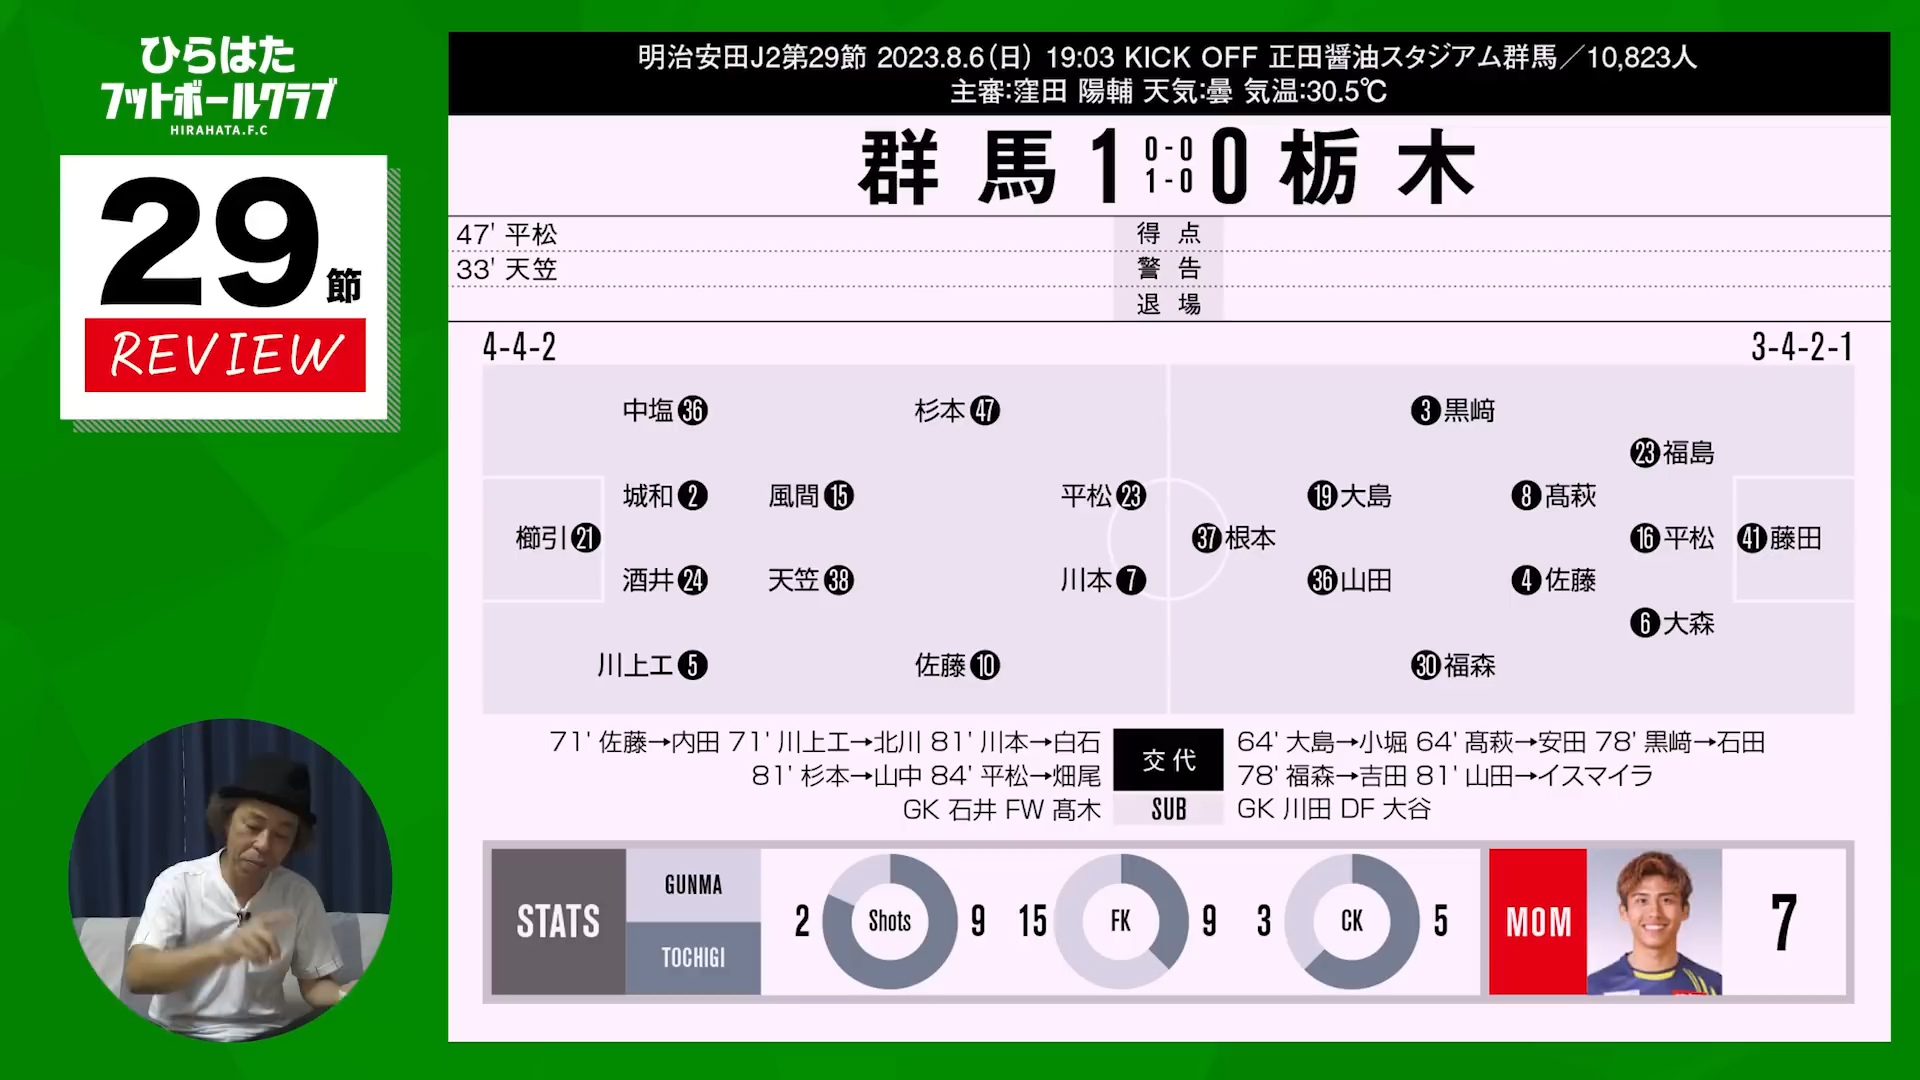 ひらはた
フットボールクラブ
HIRAHATA.F.C
29節
REVIEW
明治安田J2第29節 2023.8.6(日) 19:03 KICK OFF 正田醤油スタジアム群馬／10,823人
主審:窪田 陽輔 天気:曇 気温:30.5℃
群馬 1 0-0 1-0 0 栃木
47' 平松 得点
33' 天笠 警告
退場
4-4-2 3-4-2-1
中塩 36 杉本 47 3 黒﨑
23 福島
城和 2 風間 15 平松 23 19 大島 8 髙萩
櫛引 21 37 根本 16 平松 41 藤田
酒井 24 天笠 38 川本 7 36 山田 4 佐藤
6 大森
川上エ 5 佐藤 10 30 福森
71' 佐藤→内田 71' 川上エ→北川 81' 川本→白石
81' 杉本→山中 84' 平松→畑尾
GK 石井 FW 髙木
交代
SUB
64' 大島→小堀 64' 髙萩→安田 78' 黒﨑→石田
78' 福森→吉田 81' 山田→イスマイラ
GK 川田 DF 大谷
STATS
GUNMA
TOCHIGI
2 Shots 9 15 FK 9 3 CK 5
MOM 7